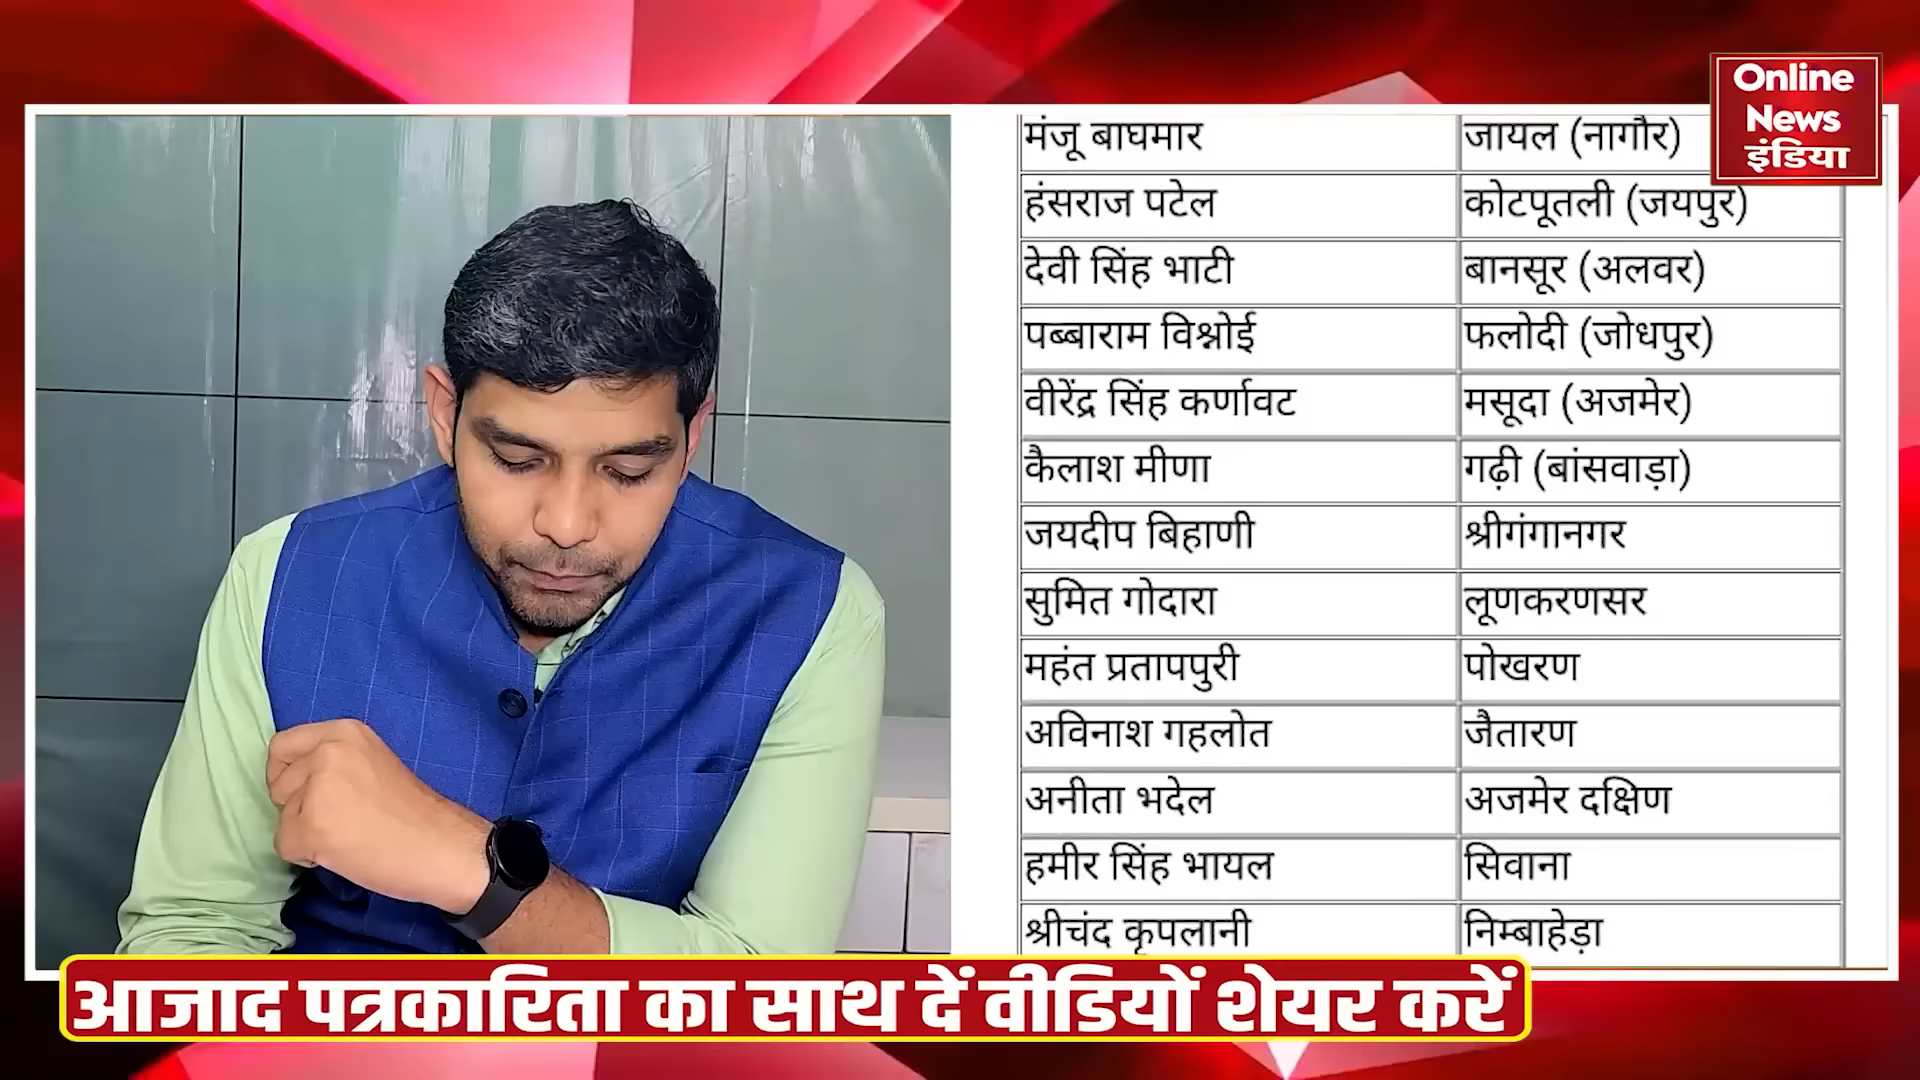 Online
News
इंडिया
मंजू बाघमार जायल (नागौर)
हंसराज पटेल कोटपूतली (जयपुर)
देवी सिंह भाटी बानसूर (अलवर)
पब्बाराम विश्नोई फलोदी (जोधपुर)
वीरेंद्र सिंह कर्णावट मसूदा (अजमेर)
कैलाश मीणा गढ़ी (बांसवाड़ा)
जयदीप बिहाणी श्रीगंगानगर
सुमित गोदारा लूणकरणसर
महंत प्रतापपुरी पोखरण
अविनाश गहलोत जैतारण
अनीता भदेल अजमेर दक्षिण
हमीर सिंह भायल सिवाना
श्रीचंद कृपलानी निम्बाहेड़ा
आजाद पत्रकारिता का साथ दें वीडियों शेयर करें